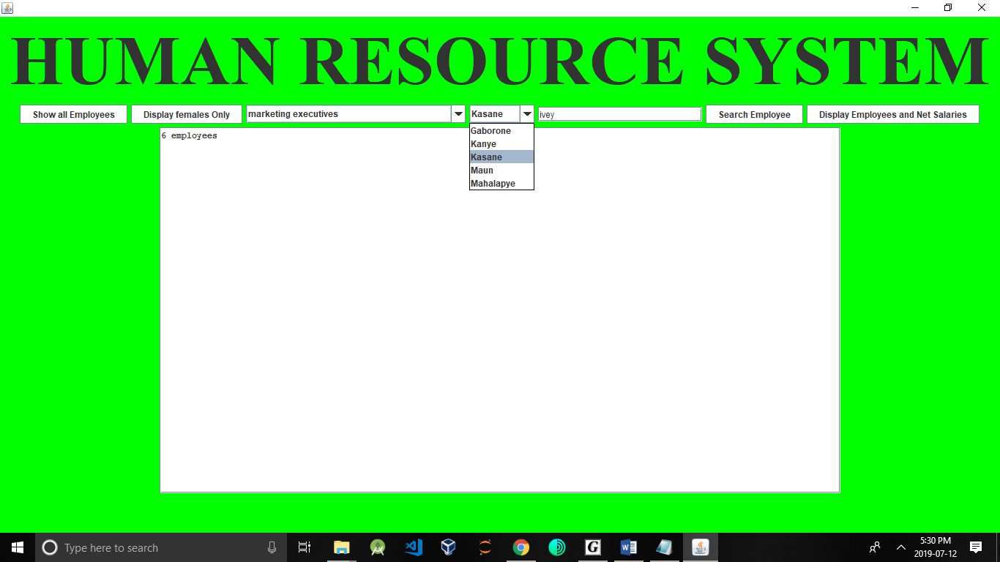 HUMAN RESOURCE SYSTEM
Show all Employees Display females Only marketing executives Kasane ivey Search Employee Display Employees and Net Salaries
6 employees
Gaborone
Kanye
Kasane
Maun
Mahalapye
Type here to search
G
5:30 PM
2019-07-12